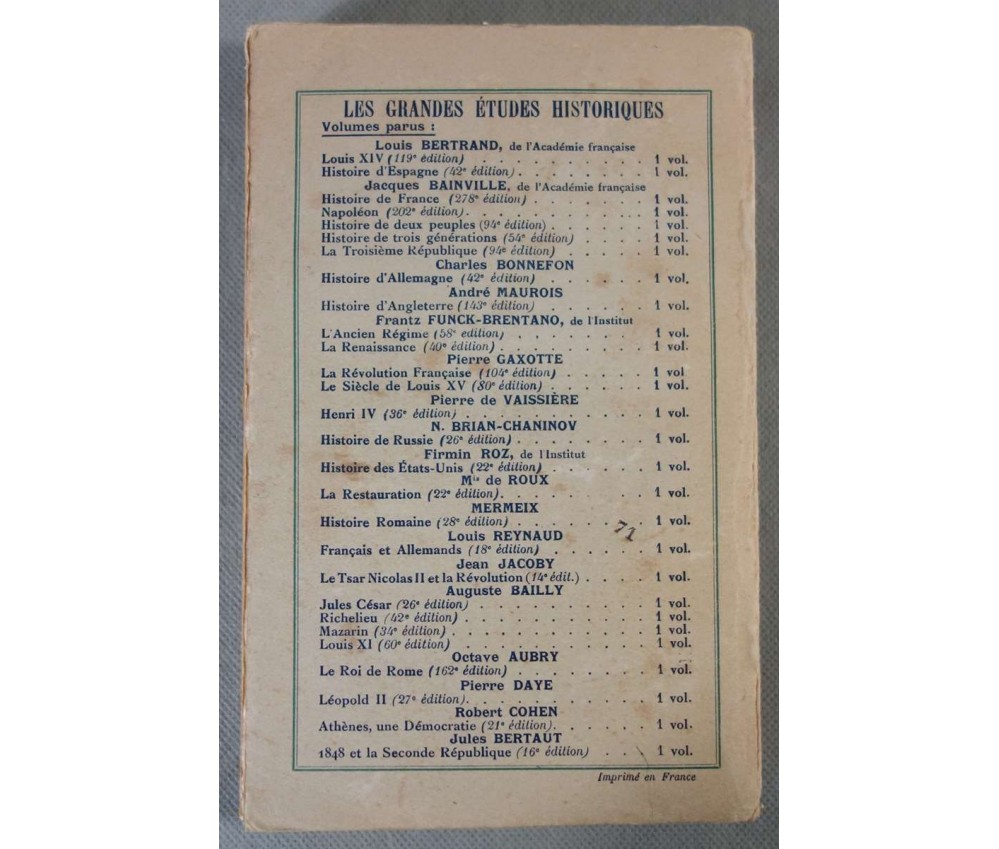 LES GRANDES ÉTUDES HISTORIQUES
Volumes parus :
Louis BERTRAND, de l'Académie française
Louis XIV (119e édition) . . . . . . . . . . 1 vol.
Histoire d'Espagne (42e édition) . . . . . . . . 1 vol.
Jacques BAINVILLE, de l'Académie française
Histoire de France (278e édition) . . . . . . . 1 vol.
Napoléon (202e édition) . . . . . . . . . . . 1 vol.
Histoire de deux peuples (94e édition) . . . . . . 1 vol.
Histoire de trois générations (54e édition) . . . . 1 vol.
La Troisième République (94e édition) . . . . . 1 vol.
Charles BONNEFON
Histoire d'Allemagne (42e édition) . . . . . . 1 vol.
André MAUROIS
Histoire d'Angleterre (143e édition) . . . . . . 1 vol.
Frantz FUNCK-BRENTANO, de l'Institut
L'Ancien Régime (58e édition) . . . . . . . . 1 vol.
La Renaissance (40e édition) . . . . . . . . . 1 vol.
Pierre GAXOTTE
La Révolution Française (104e édition) . . . . . 1 vol
Le Siècle de Louis XV (80e édition) . . . . . . 1 vol.
Pierre de VAISSIÈRE
Henri IV (36e édition) . . . . . . . . . . . 1 vol.
N. BRIAN-CHANINOV
Histoire de Russie (26e édition) . . . . . . . . 1 vol.
Firmin ROZ, de l'Institut
Histoire des États-Unis (22e édition) . . . . . . 1 vol.
Mis de ROUX
La Restauration (22e édition) . . . . . . . . . 1 vol.
MERMEIX
Histoire Romaine (28e édition) . . . . . . . . 1 vol.
Louis REYNAUD
Français et Allemands (18e édition) . . . . . . 1 vol.
Jean JACOBY
Le Tsar Nicolas II et la Révolution (14e édit.) . . . . 1 vol.
Auguste BAILLY
Jules César (26e édition) . . . . . . . . . . 1 vol.
Richelieu (42e édition) . . . . . . . . . . . 1 vol.
Mazarin (34e édition) . . . . . . . . . . . . 1 vol.
Louis XI (60e édition) . . . . . . . . . . . 1 vol.
Octave AUBRY
Le Roi de Rome (162e édition) . . . . . . . . 1 vol.
Pierre DAYE
Léopold II (27e édition) . . . . . . . . . . . 1 vol.
Robert COHEN
Athènes, une Démocratie (21e édition) . . . . . . 1 vol.
Jules BERTAUT
1848 et la Seconde République (16e édition) . . . 1 vol.
Imprimé en France